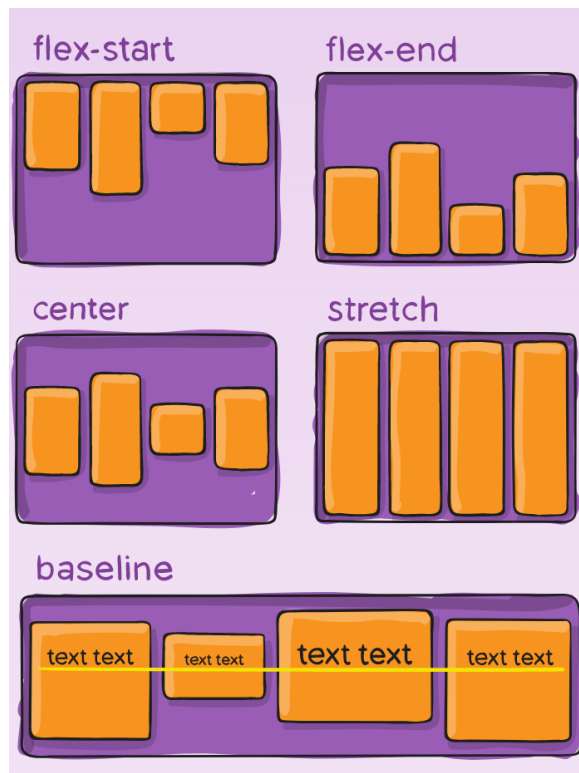 flex-start
flex-end
center
stretch
baseline
text text
text text
text text
text text